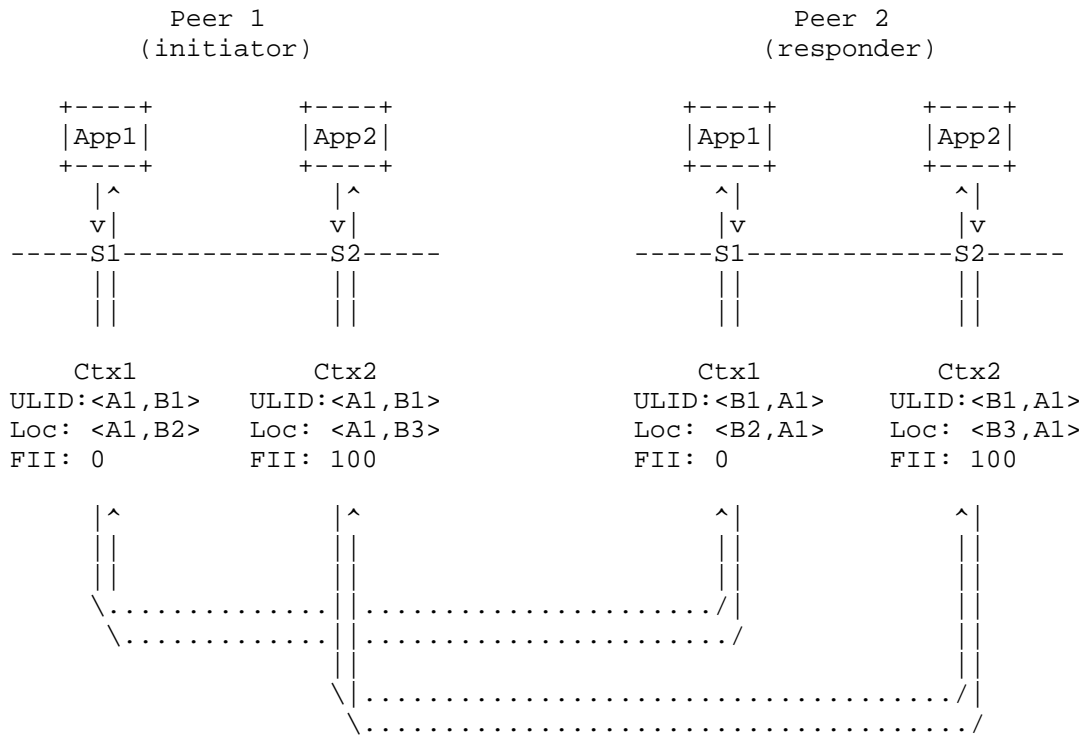 Peer 1 Peer 2
(initiator) (responder)
+----+ +----+ +----+ +----+
|App1| |App2| |App1| |App2|
+----+ +----+ +----+ +----+
|^ |^ ^| ^|
v| v| |v |v
-----S1-------------S2----- -----S1-------------S2-----
|| || || ||
|| || || ||
Ctx1 Ctx2 Ctx1 Ctx2
ULID:<A1,B1> ULID:<A1,B1> ULID:<B1,A1> ULID:<B1,A1>
Loc: <A1,B2> Loc: <A1,B3> Loc: <B2,A1> Loc: <B3,A1>
FII: 0 FII: 100 FII: 0 FII: 100
|^ |^ ^| ^|
|| || || ||
|| || || ||
\..............||....................../| ||
\.............||......................./ ||
|| ||
\|...................................../|
\....................................../